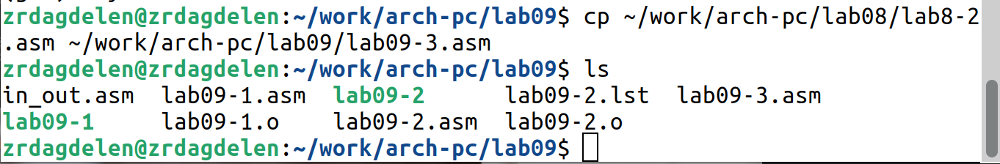 zrdagdelen@zrdagdelen:~/work/arch-pc/lab09$ cp ~/work/arch-pc/lab08/lab8-2
.asm ~/work/arch-pc/lab09/lab09-3.asm
zrdagdelen@zrdagdelen:~/work/arch-pc/lab09$ ls
in_out.asm  lab09-1.asm  lab09-2      lab09-2.lst  lab09-3.asm
lab09-1     lab09-1.o    lab09-2.asm  lab09-2.o
zrdagdelen@zrdagdelen:~/work/arch-pc/lab09$